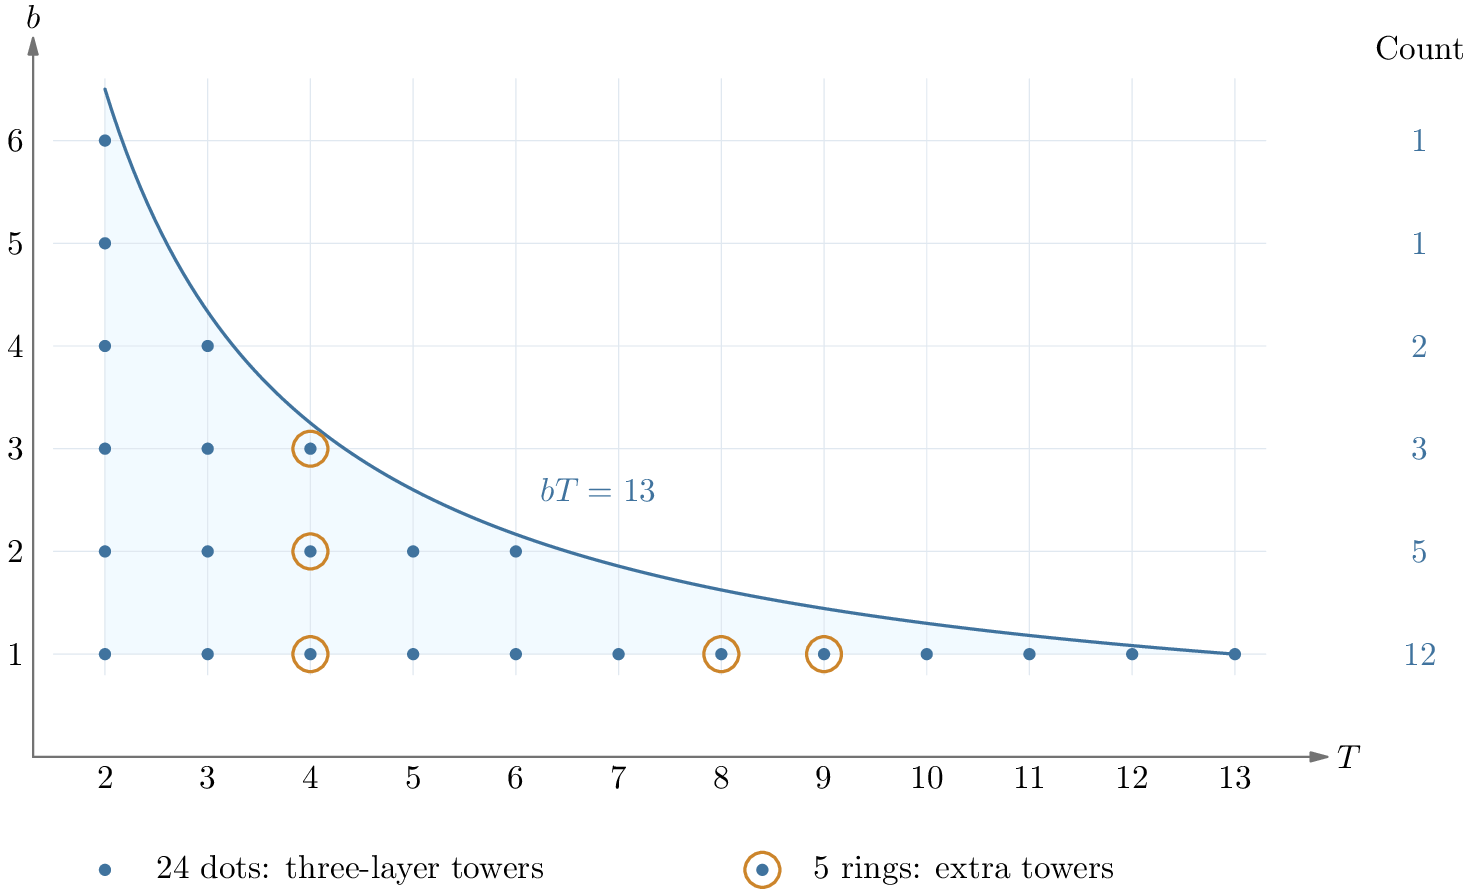 b
Count
6 1
5 1
4 2
3 3
bT = 13
2 5
1 12
T
2 3 4 5 6 7 8 9 10 11 12 13
24 dots: three-layer towers
5 rings: extra towers